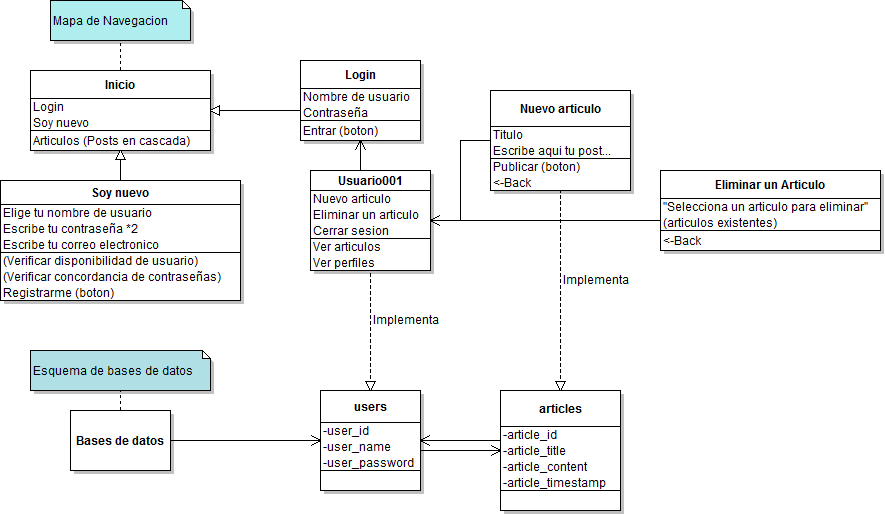 Mapa de Navegacion
Inicio
Login
Soy nuevo
Articulos (Posts en cascada)
Login
Nombre de usuario
Contraseña
Entrar (boton)
Nuevo articulo
Titulo
Escribe aqui tu post...
Publicar (boton)
<-Back
Soy nuevo
Elige tu nombre de usuario
Escribe tu contraseña *2
Escribe tu correo electronico
(Verificar disponibilidad de usuario)
(Verificar concordancia de contraseñas)
Registrarme (boton)
Usuario001
Nuevo articulo
Eliminar un articulo
Cerrar sesion
Ver articulos
Ver perfiles
Eliminar un Articulo
"Selecciona un articulo para eliminar"
(articulos existentes)
<-Back
Implementa
Implementa
Esquema de bases de datos
Bases de datos
users
-user_id
-user_name
-user_password
articles
-article_id
-article_title
-article_content
-article_timestamp